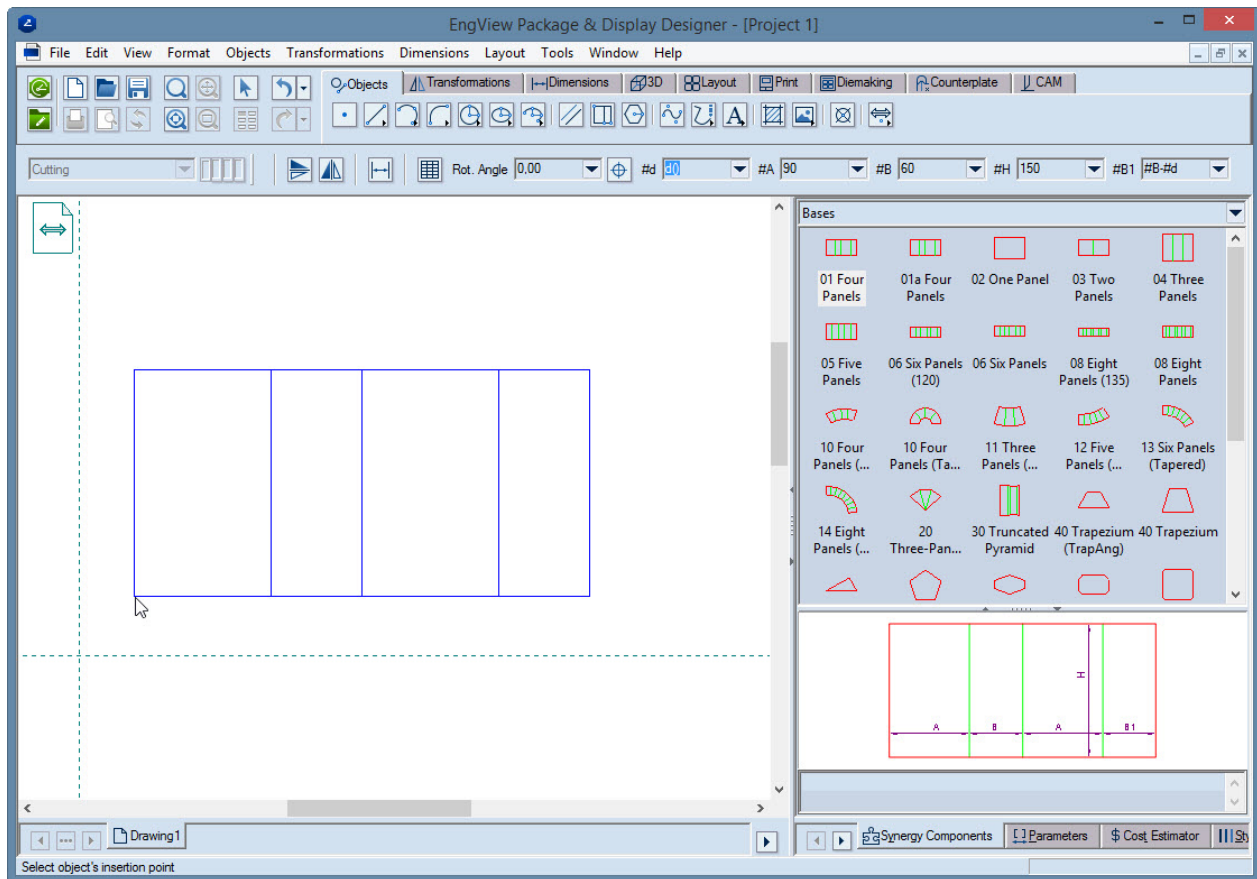 EngView Package & Display Designer - [Project 1]
File Edit View Format Objects Transformations Dimensions Layout Tools Window Help
Objects Transformations Dimensions 3D Layout Print Diemaking Counterplate CAM
Cutting Rot. Angle 0.00 #d d0 #A 90 #B 60 #H 150 #B1 #B-#d
Bases
01 Four Panels
01a Four Panels
02 One Panel
03 Two Panels
04 Three Panels
05 Five Panels
06 Six Panels (120)
06 Six Panels
08 Eight Panels (135)
08 Eight Panels
10 Four Panels (...
10 Four Panels (Ta...
11 Three Panels (...
12 Five Panels (...
13 Six Panels (Tapered)
14 Eight Panels (...
20 Three-Pan...
30 Truncated Pyramid
40 Trapezium (TrapAng)
40 Trapezium
H
A B A B1
Drawing1
Synergy Components Parameters $ Cost Estimator
Select object's insertion point